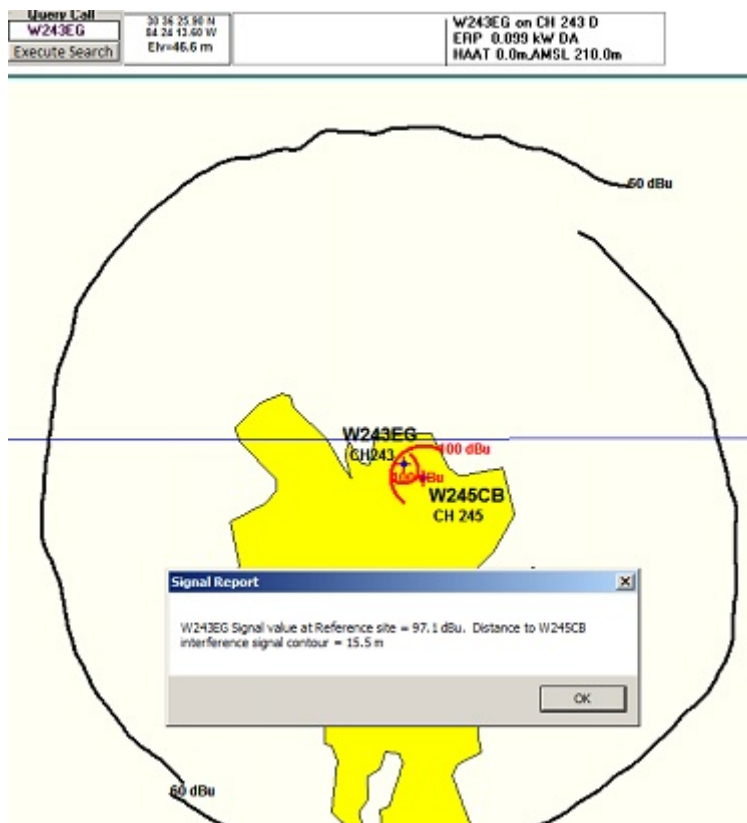 Query Call
W243EG
Execute Search
30 36 25.90 N
84 24 13.60 W
Elv=46.6 m
W243EG on CH 243 D
ERP 0.099 kW DA
HAAT 0.0m,AMSL 210.0m
60 dBu
W243EG
CH243
100 dBu
100 dBu
W245CB
CH 245
Signal Report
W243EG Signal value at Reference site = 97.1 dBu. Distance to W245CB
interference signal contour = 15.5 m
OK
60 dBu